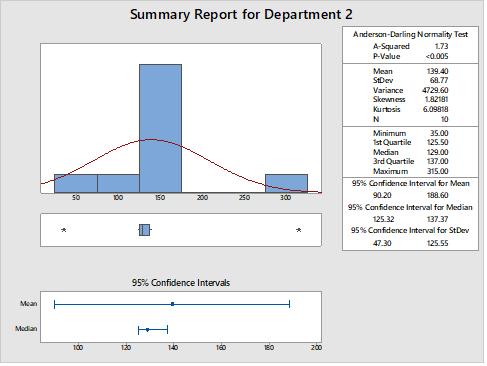 Summary Report for Department 2
Anderson-Darling Normality Test
A-Squared 1.73
P-Value <0.005
Mean 139.40
StDev 68.77
Variance 4729.60
Skewness 1.82181
Kurtosis 6.09818
N 10
Minimum 35.00
1st Quartile 125.50
Median 129.00
3rd Quartile 137.00
Maximum 315.00
95% Confidence Interval for Mean
90.20 188.60
95% Confidence Interval for Median
125.32 137.37
95% Confidence Interval for StDev
47.30 125.55
50 100 150 200 250 300
95% Confidence Intervals
Mean
Median
100 120 140 160 180 200